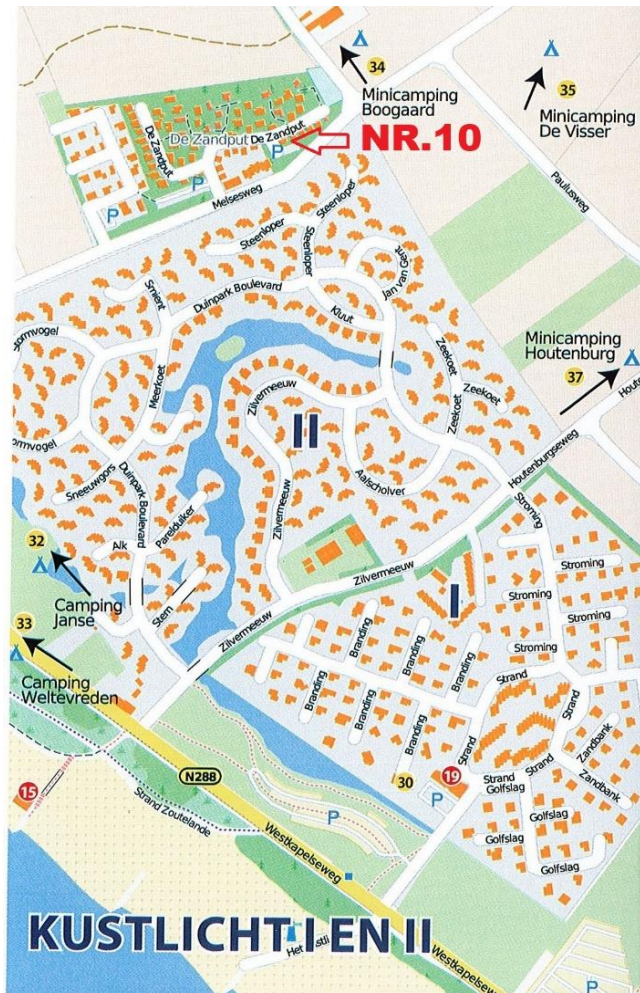 34
Minicamping
Boogaard
35
Minicamping
De Visser
De Zandput
De Zandput
De Zandput
P
NR.10
P
P
Melsesweg
Paulusweg
Steenloper
Steenloper
Steenloper
Jan van Gent
Smient
Duinpark Boulevard
Kluut
Meerkoet
Minicamping
Houtenburg
37
Zeekoet
Zeekoet
Zeekoet
Zilvermeeuw
II
Aalscholver
Sneeuwgors
Duinpark
Boulevard
Parelduiker
Alk
Stern
Zilvermeeuw
Houtenburgseweg
32
Camping
Janse
33
Camping
Weltevreden
Zilvermeeuw
Zilvermeeuw
I
Stroming
Stroming
Stroming
Stroming
Stroming
Branding
Branding
Branding
Branding
Branding
Branding
Strand
Strand
Strand
Strand
Strand
Zandbank
Zandbank
Golfslag
Golfslag
Golfslag
30
19
P
P
N288
15
Strand Zoutelande
Westkapelseweg
Westkapelseweg
KUSTLICHT I EN II
P